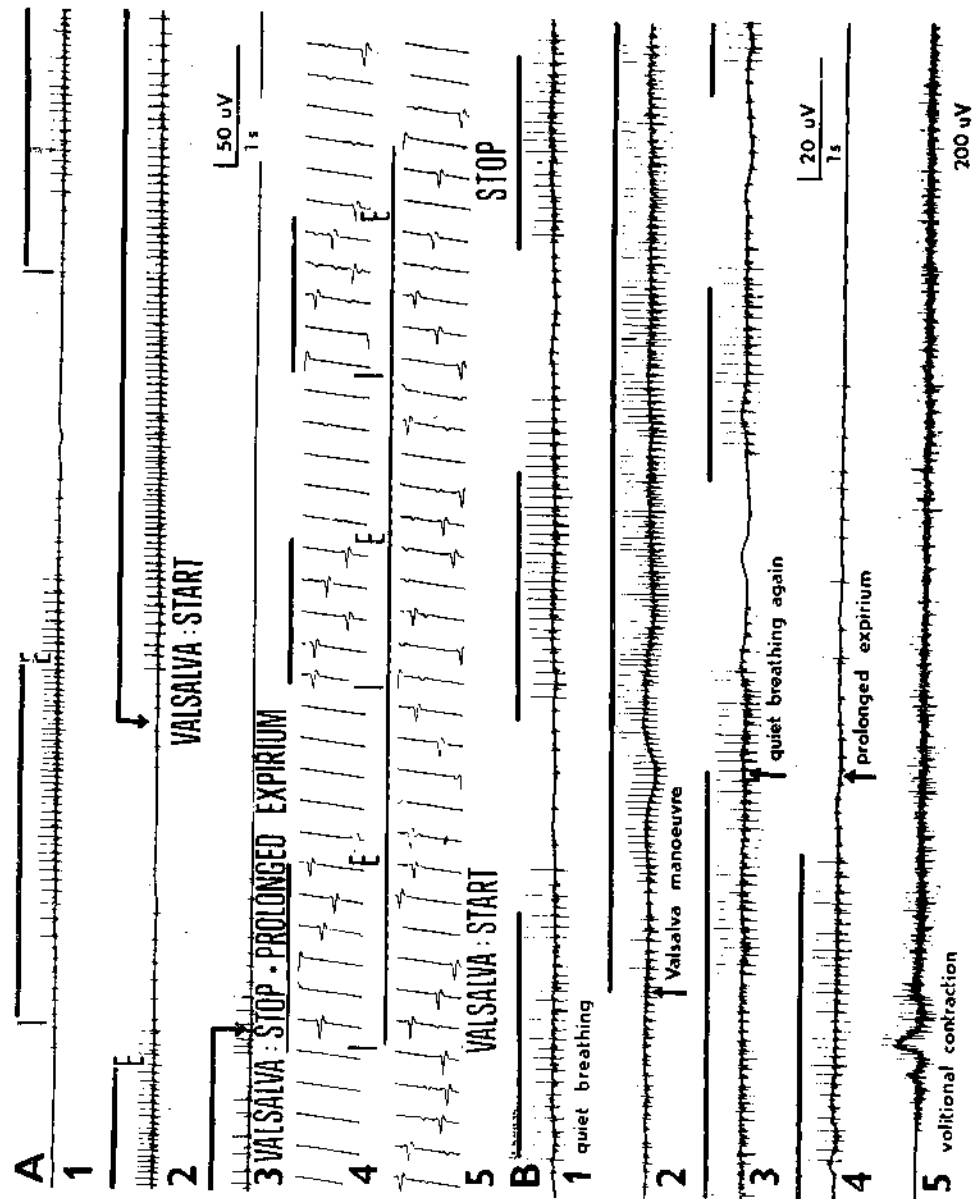 A
I
E
1
E
2
VALSALVA : START
50 uV
1 s
3
VALSALVA : STOP - PROLONGED EXPIRIUM
4
I
E
I
E
I
E
5
VALSALVA : START
STOP
B
1
quiet breathing
2
Valsalva manoeuvre
3
quiet breathing again
4
prolonged expirium
20 uV
1s
5
volitional contraction
200 uV